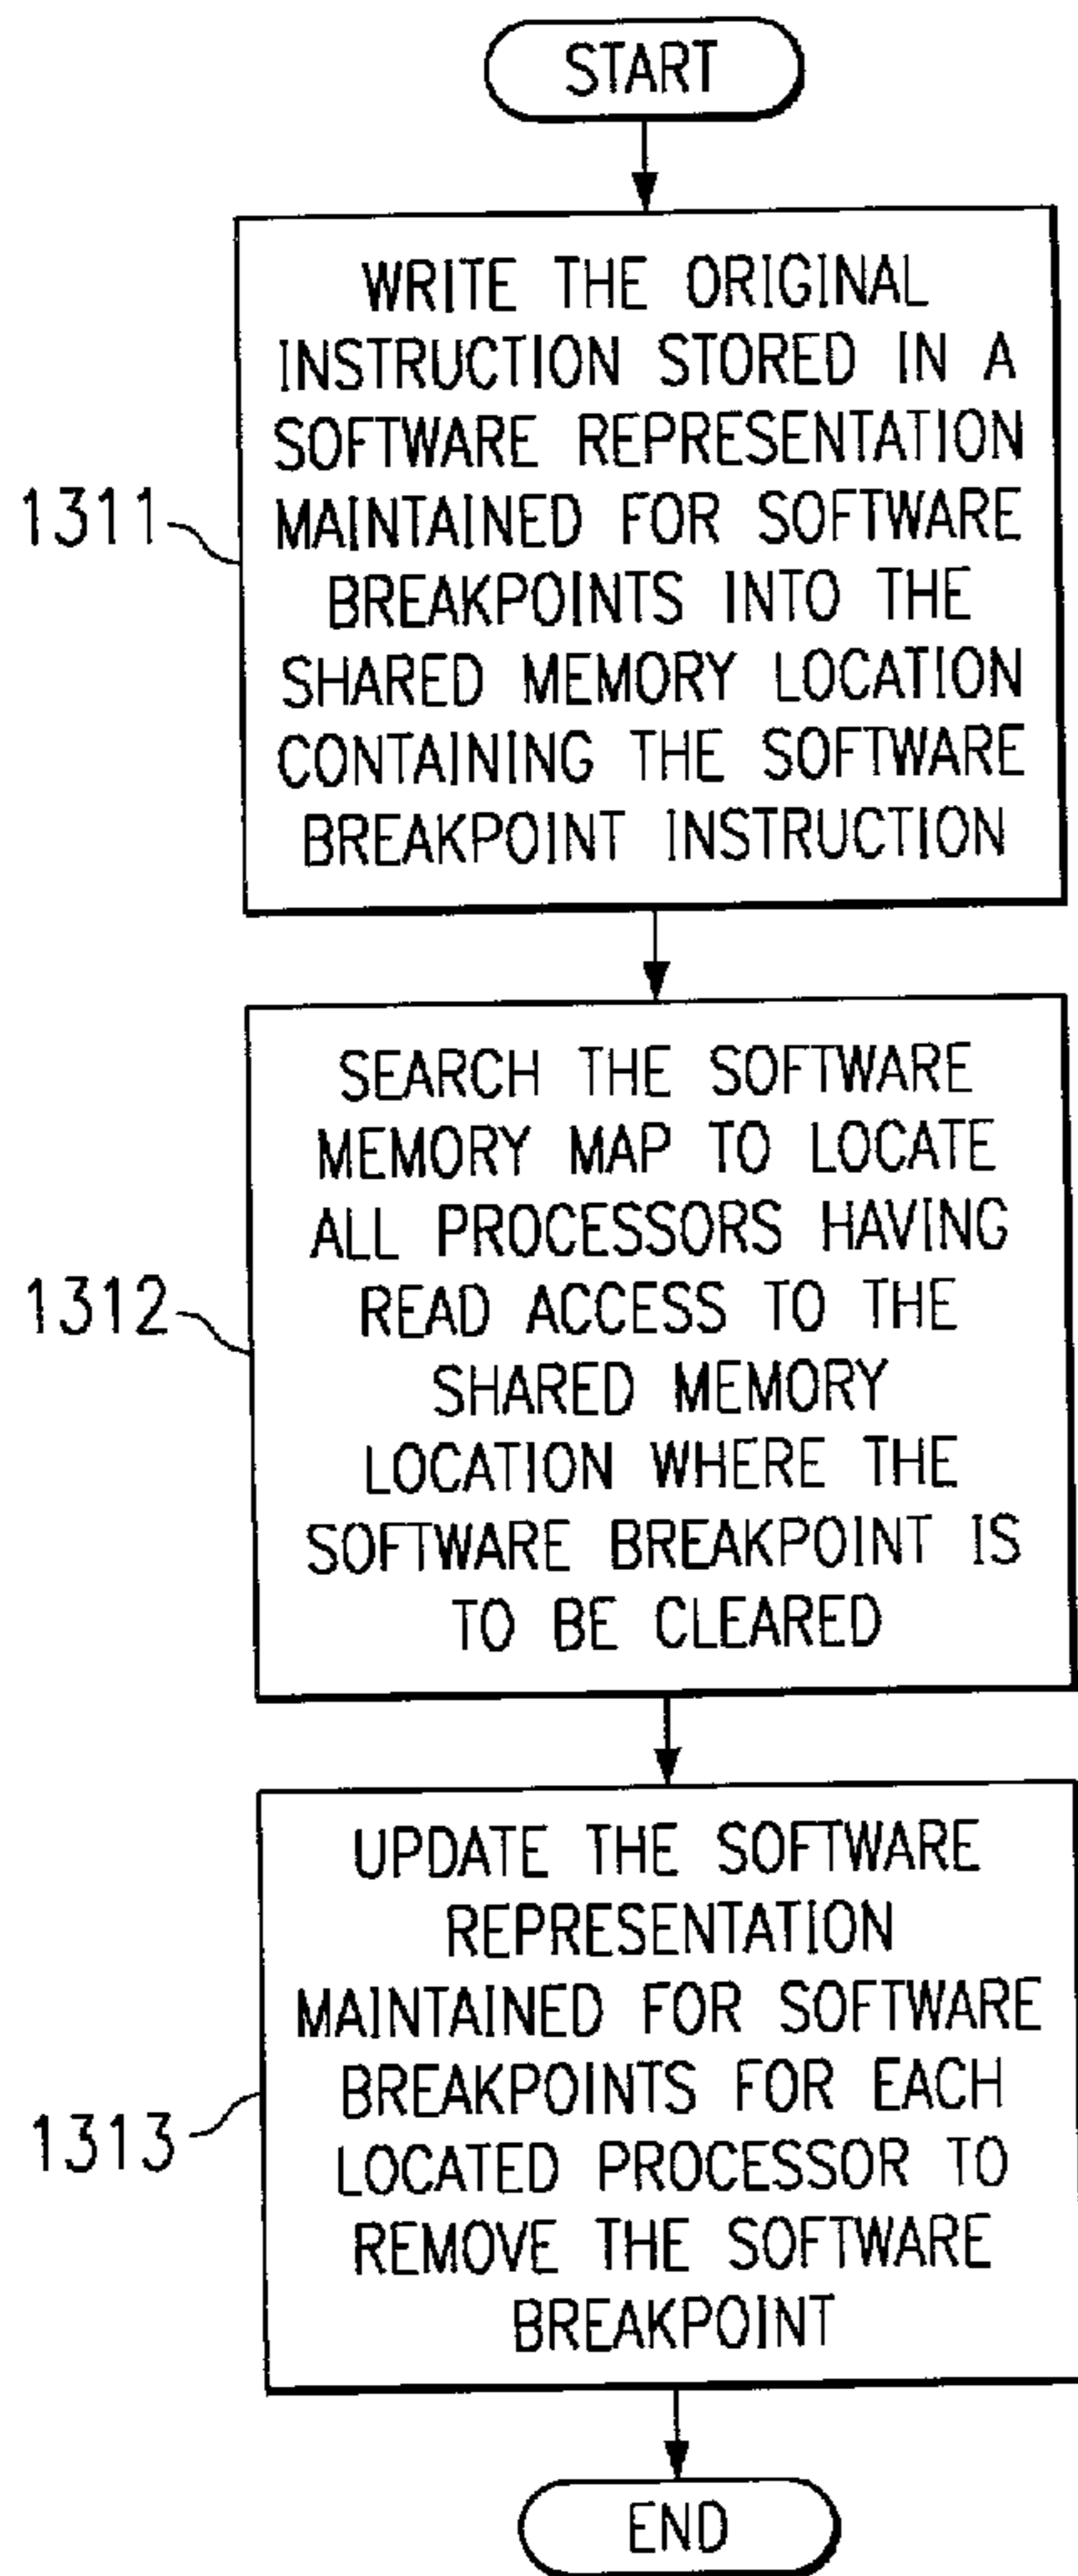 START
WRITE THE ORIGINAL
INSTRUCTION STORED IN A
SOFTWARE REPRESENTATION
MAINTAINED FOR SOFTWARE
BREAKPOINTS INTO THE
SHARED MEMORY LOCATION
CONTAINING THE SOFTWARE
BREAKPOINT INSTRUCTION
1311
SEARCH THE SOFTWARE
MEMORY MAP TO LOCATE
ALL PROCESSORS HAVING
READ ACCESS TO THE
SHARED MEMORY
LOCATION WHERE THE
SOFTWARE BREAKPOINT IS
TO BE CLEARED
1312
UPDATE THE SOFTWARE
REPRESENTATION
MAINTAINED FOR SOFTWARE
BREAKPOINTS FOR EACH
LOCATED PROCESSOR TO
REMOVE THE SOFTWARE
BREAKPOINT
1313
END